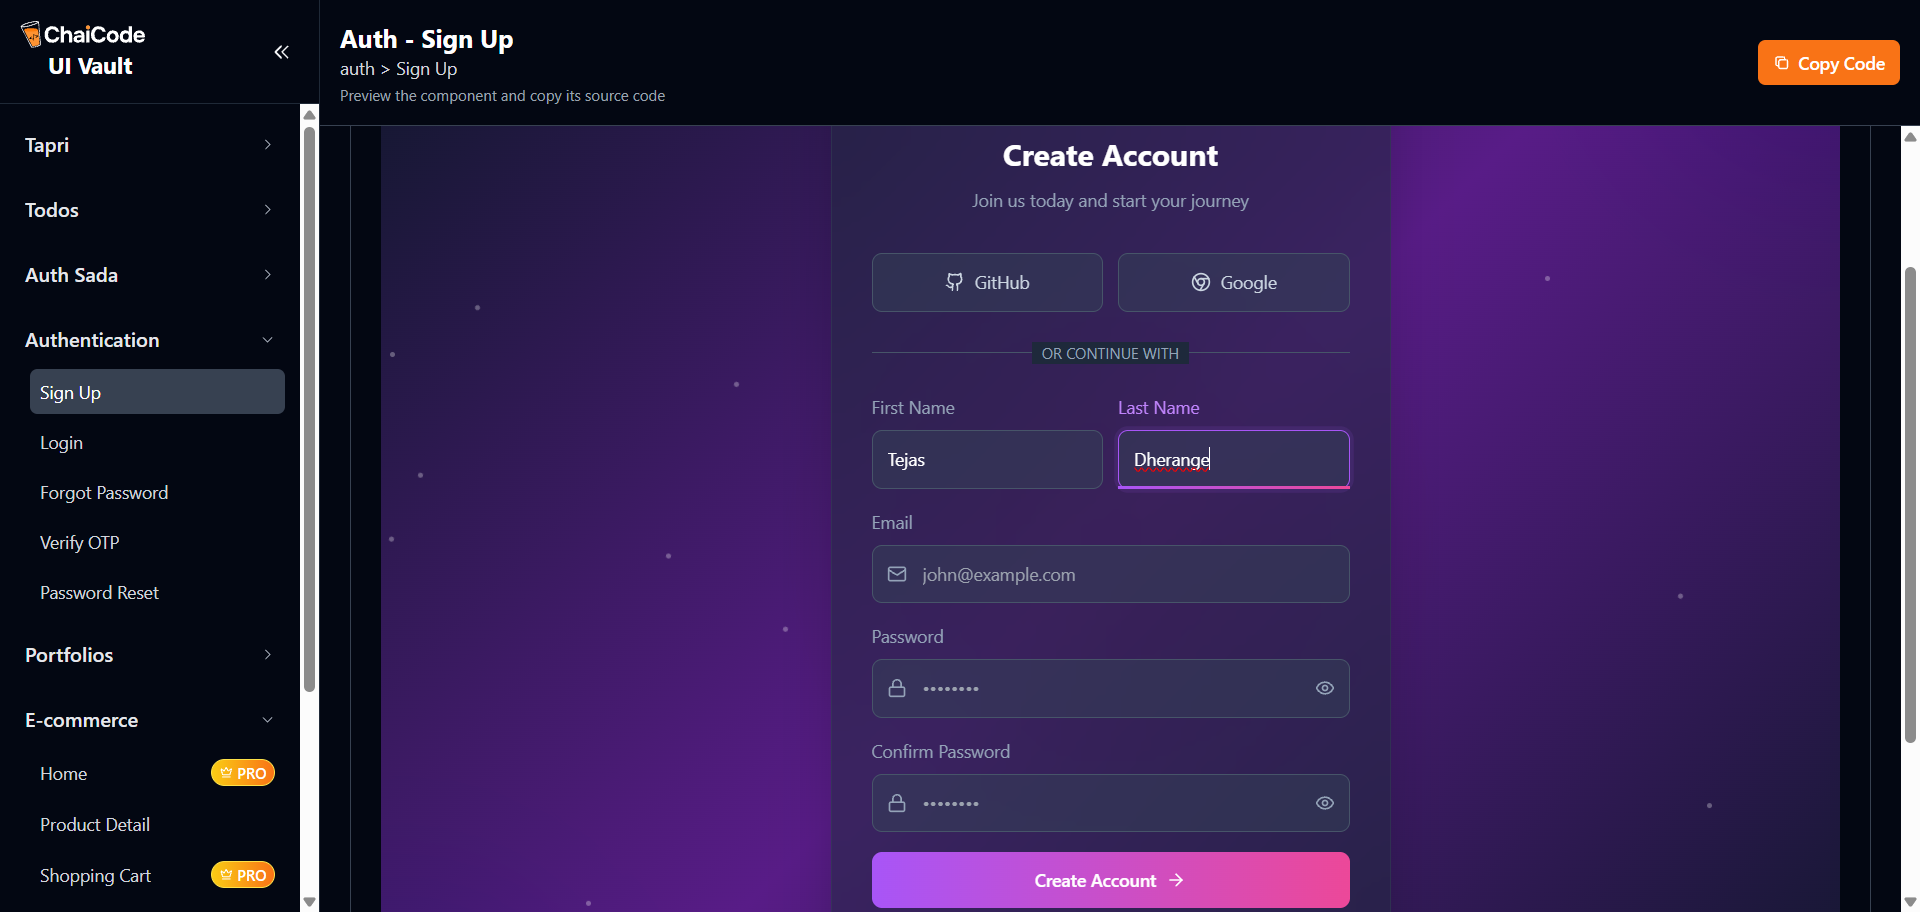 ChaiCode
UI Vault
Tapri
Todos
Auth Sada
Authentication
Sign Up
Login
Forgot Password
Verify OTP
Password Reset
Portfolios
E-commerce
Home PRO
Product Detail
Shopping Cart PRO
Auth - Sign Up
auth > Sign Up
Preview the component and copy its source code
Copy Code
Create Account
Join us today and start your journey
GitHub Google
OR CONTINUE WITH
First Name Last Name
Tejas Dherange
Email
john@example.com
Password
••••••••
Confirm Password
••••••••
Create Account →